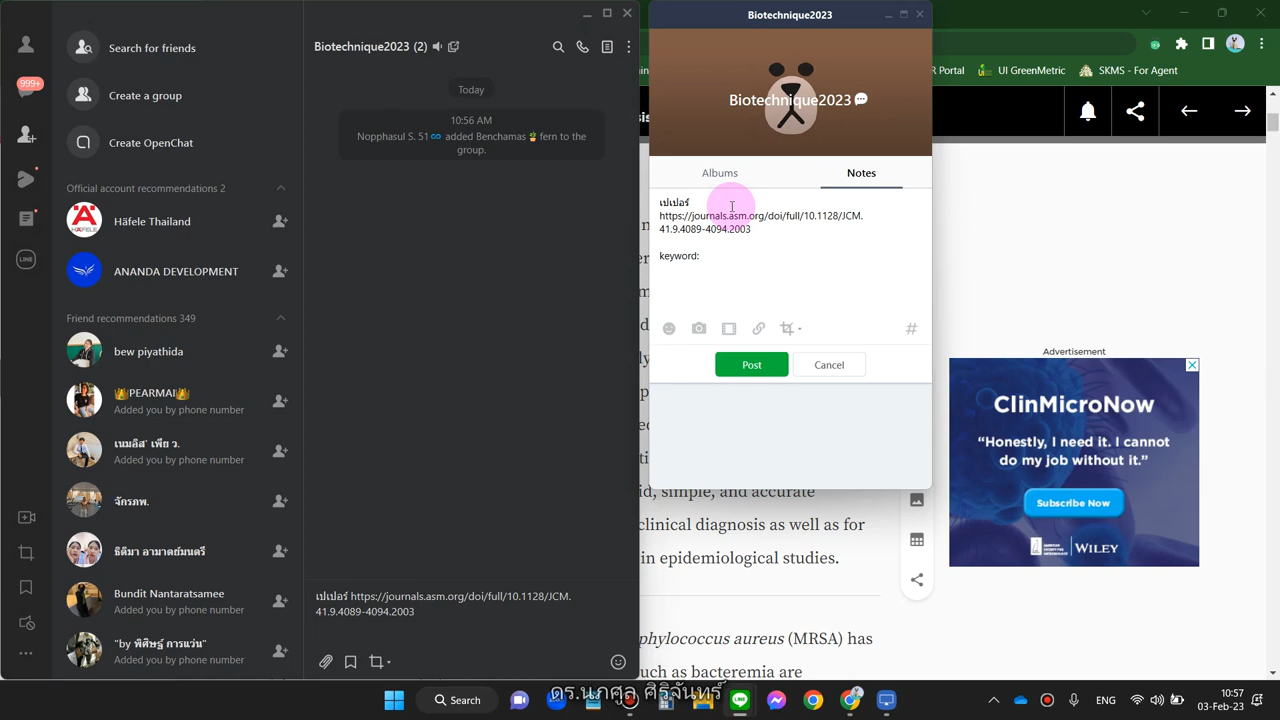 Search for friends
Create a group
Create OpenChat
Official account recommendations 2
Häfele Thailand
ANANDA DEVELOPMENT
Friend recommendations 349
bew piyathida
👑PEARMAI👑
Added you by phone number
เนมลิส' เพีย ว.
Added you by phone number
จักรภพ.
ธิติมา อามาตย์มนตรี
Bundit Nantaratsamee
Added you by phone number
"by พิศิษฐ์ การแว่น"
Added you by phone number
999+
LINE
Biotechnique2023 (2)
Today
10:56 AM
Nopphasul S. 51 added Benchamas fern to the
group.
เปเปอร์ https://journals.asm.org/doi/full/10.1128/JCM.
41.9.4089-4094.2003
Biotechnique2023
Biotechnique2023
Albums
Notes
เปเปอร์
https://journals.asm.org/doi/full/10.1128/JCM.
41.9.4089-4094.2003
keyword:
Post
Cancel
R Portal
UI GreenMetric
SKMS - For Agent
id, simple, and accurate
clinical diagnosis as well as for
in epidemiological studies.
phylococcus aureus (MRSA) has
such as bacteremia are
Advertisement
ClinMicroNow
“Honestly, I need it. I cannot
do my job without it.”
Subscribe Now
WILEY
ดร.นภศูล ศิริจันทร์
Search
ENG
10:57
03-Feb-23